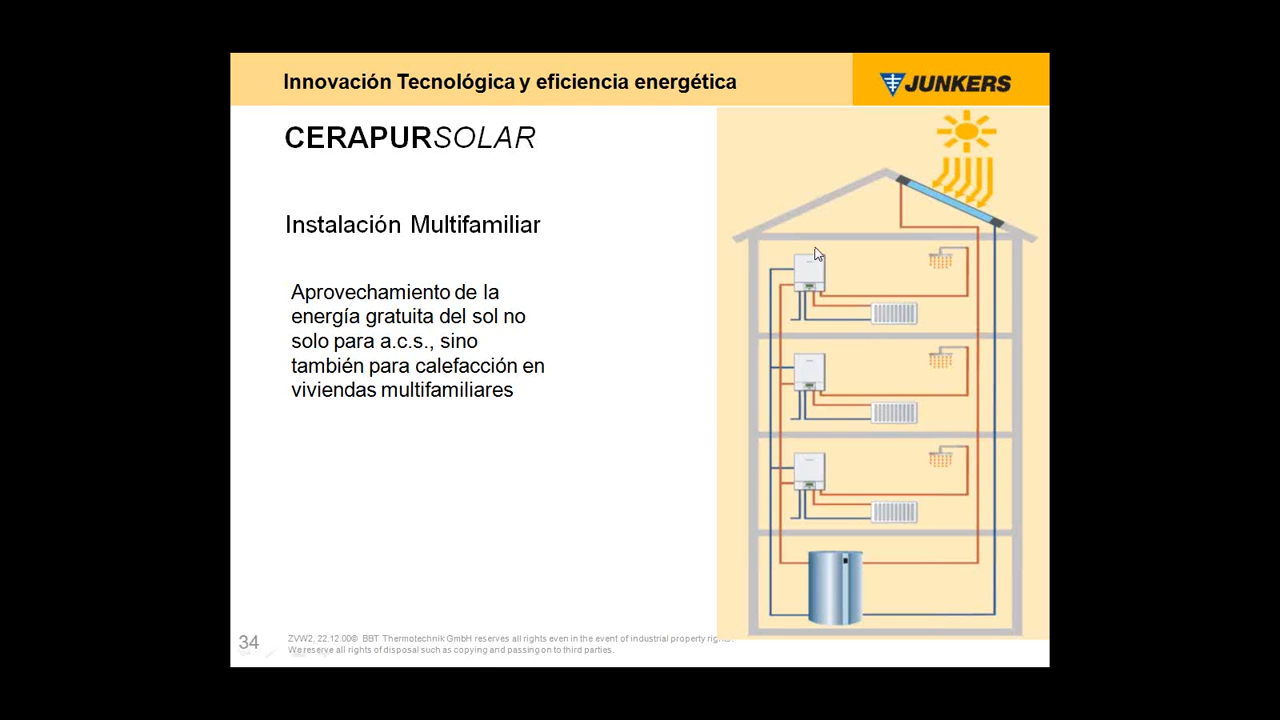 Innovación Tecnológica y eficiencia energética
JUNKERS
CERAPURSOLAR
Instalación Multifamiliar
Aprovechamiento de la
energía gratuita del sol no
solo para a.c.s., sino
también para calefacción en
viviendas multifamiliares
34
ZVW2, 22.12.00© BBT Thermotechnik GmbH reserves all rights even in the event of industrial property rights.
We reserve all rights of disposal such as copying and passing on to third parties.